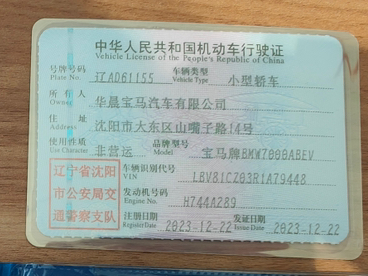 中华人民共和国机动车行驶证
Vehicle License of the People's Republic of China
号牌号码 Plate No. 辽AD61155 车辆类型 Vehicle Type 小型轿车
所有人 Owner 华晨宝马汽车有限公司
住址 Address 沈阳市大东区山嘴子路14号
使用性质 Use Character 非营运 品牌型号 Model 宝马牌BMW7000ABEV
辽宁省沈阳 车辆识别代号 VIN LBV81CZ03R1A79448
市公安局交 发动机号码 Engine No. H744A289
通警察支队 注册日期 Register Date 2023-12-22 发证日期 Issue Date 2023-12-22